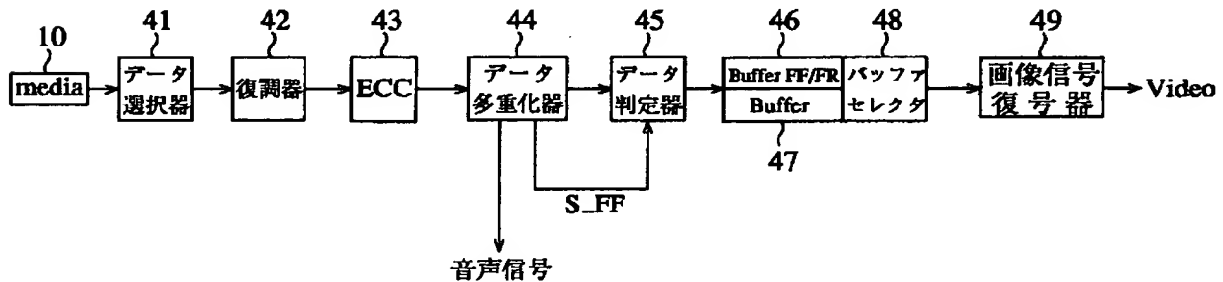 10
media
41
データ
選択器
42
復調器
43
ECC
44
データ
多重化器
45
データ
判定器
46
Buffer FF/FR
Buffer
47
48
バッファ
セレクタ
49
画像信号
復号器
Video
S_FF
音声信号